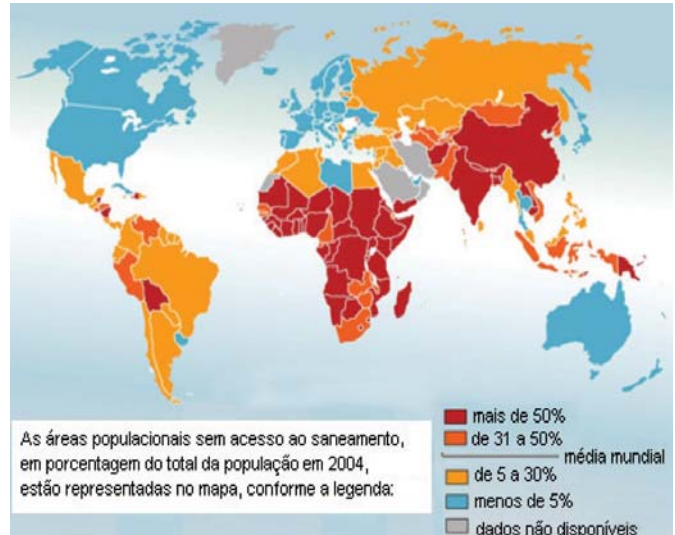 As áreas populacionais sem acesso ao saneamento,
em porcentagem do total da população em 2004,
estão representadas no mapa, conforme a legenda:
mais de 50%
de 31 a 50%
média mundial
de 5 a 30%
menos de 5%
dados não disponíveis